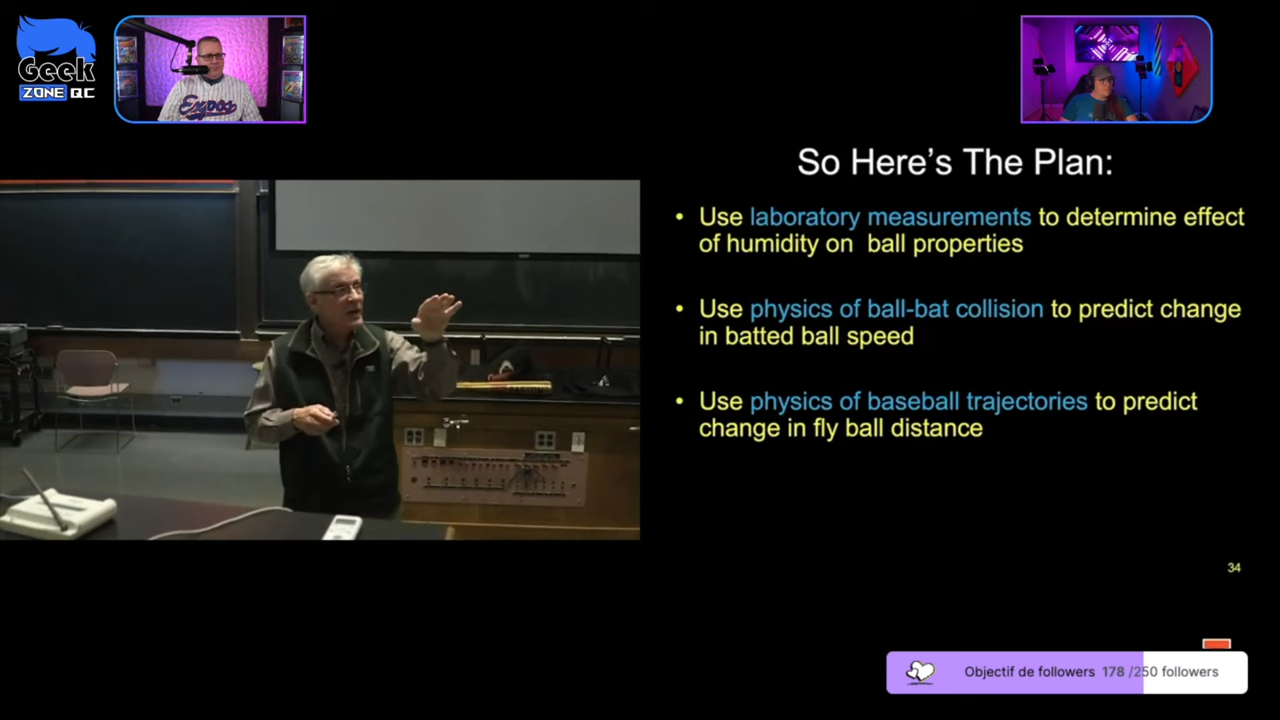 Geek
ZONE QC
Expos
So Here's The Plan:
• Use laboratory measurements to determine effect
of humidity on ball properties
• Use physics of ball-bat collision to predict change
in batted ball speed
• Use physics of baseball trajectories to predict
change in fly ball distance
34
Objectif de followers 178 /250 followers